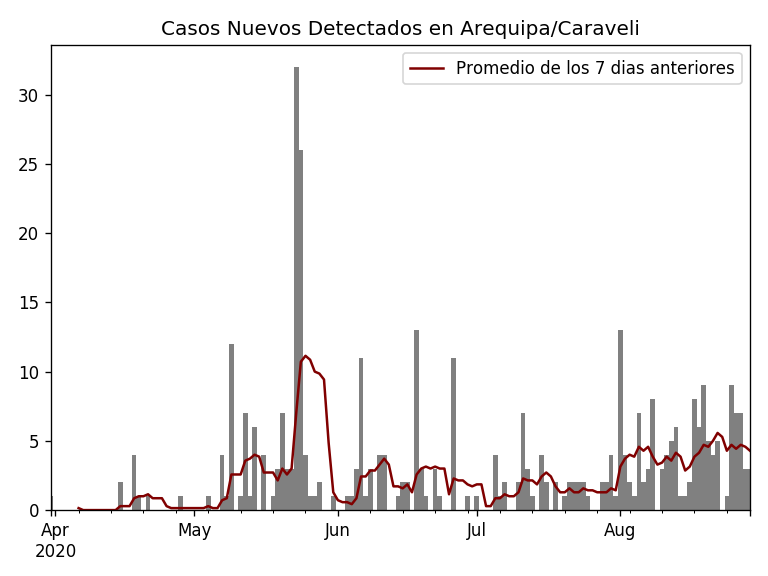 Casos Nuevos Detectados en Arequipa/Caraveli
Promedio de los 7 dias anteriores
30
25
20
15
10
5
0
Apr May Jun Jul Aug
2020